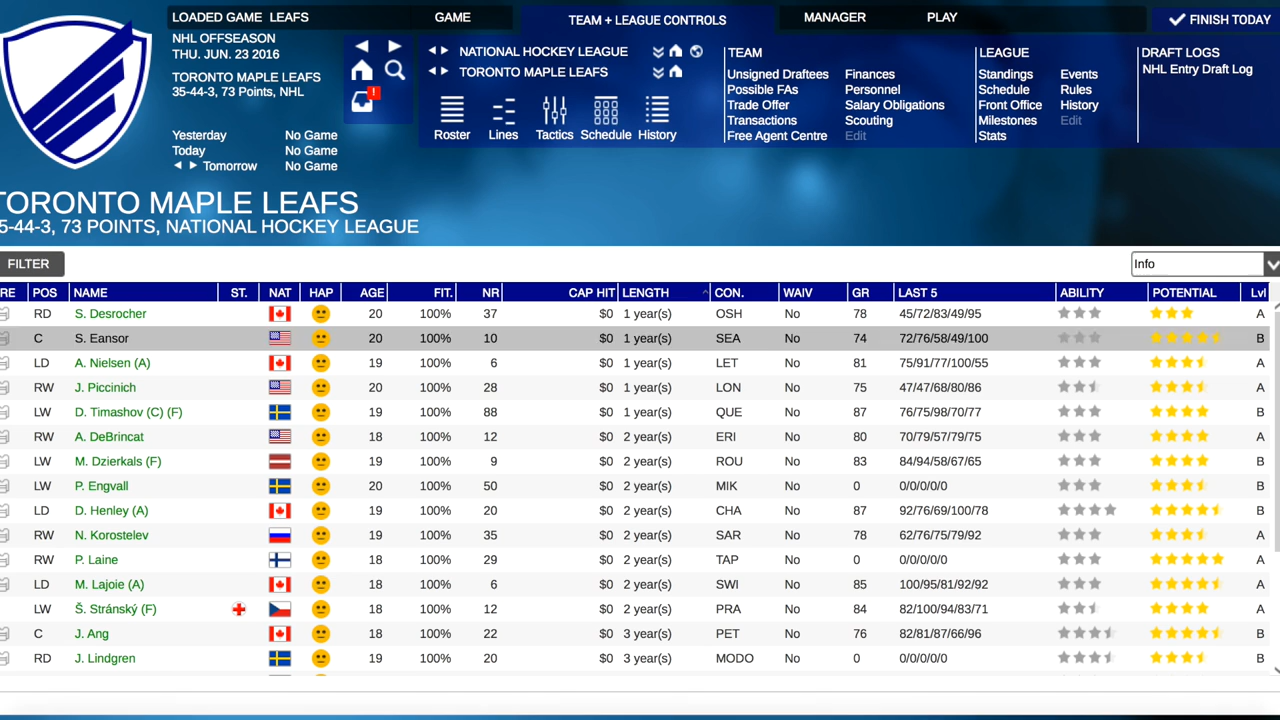 LOADED GAME LEAFS
GAME
TEAM + LEAGUE CONTROLS
MANAGER
PLAY
FINISH TODAY
NHL OFFSEASON
THU. JUN. 23 2016
TORONTO MAPLE LEAFS
35-44-3, 73 Points, NHL
Yesterday No Game
Today No Game
Tomorrow No Game
!
NATIONAL HOCKEY LEAGUE
TORONTO MAPLE LEAFS
Roster Lines Tactics Schedule History
TEAM
Unsigned Draftees Finances
Possible FAs Personnel
Trade Offer Salary Obligations
Transactions Scouting
Free Agent Centre Edit
LEAGUE
Standings Events
Schedule Rules
Front Office History
Milestones Edit
Stats
DRAFT LOGS
NHL Entry Draft Log
TORONTO MAPLE LEAFS
5-44-3, 73 POINTS, NATIONAL HOCKEY LEAGUE
FILTER Info
RE POS NAME ST. NAT HAP AGE FIT. NR CAP HIT LENGTH CON. WAIV GR LAST 5 ABILITY POTENTIAL Lvl
RD S. Desrocher 20 100% 37 $0 1 year(s) OSH No 78 45/72/83/49/95 A
C S. Eansor 20 100% 10 $0 1 year(s) SEA No 74 72/76/58/49/100 B
LD A. Nielsen (A) 19 100% 6 $0 1 year(s) LET No 81 75/91/77/100/55 A
RW J. Piccinich 20 100% 28 $0 1 year(s) LON No 75 47/47/68/80/86 A
LW D. Timashov (C) (F) 19 100% 88 $0 1 year(s) QUE No 87 76/75/98/70/77 B
RW A. DeBrincat 18 100% 12 $0 2 year(s) ERI No 80 70/79/57/79/75 A
LW M. Dzierkals (F) 19 100% 9 $0 2 year(s) ROU No 83 84/94/58/67/65 B
LW P. Engvall 20 100% 50 $0 2 year(s) MIK No 0 0/0/0/0/0 B
LD D. Henley (A) 19 100% 20 $0 2 year(s) CHA No 87 92/76/69/100/78 B
RW N. Korostelev 19 100% 35 $0 2 year(s) SAR No 78 62/76/75/79/92 A
RW P. Laine 18 100% 29 $0 2 year(s) TAP No 0 0/0/0/0/0 A
LD M. Lajoie (A) 18 100% 6 $0 2 year(s) SWI No 85 100/95/81/92/92 A
LW Š. Stránský (F) 18 100% 12 $0 2 year(s) PRA No 84 82/100/94/83/71 A
C J. Ang 18 100% 22 $0 3 year(s) PET No 76 82/81/87/66/96 B
RD J. Lindgren 19 100% 20 $0 3 year(s) MODO No 0 0/0/0/0/0 B